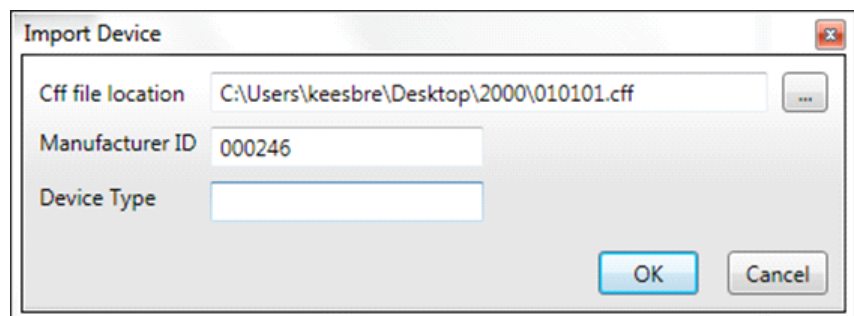 Import Device
Cff file location C:\Users\keesbre\Desktop\2000\010101.cff ...
Manufacturer ID 000246
Device Type
OK Cancel